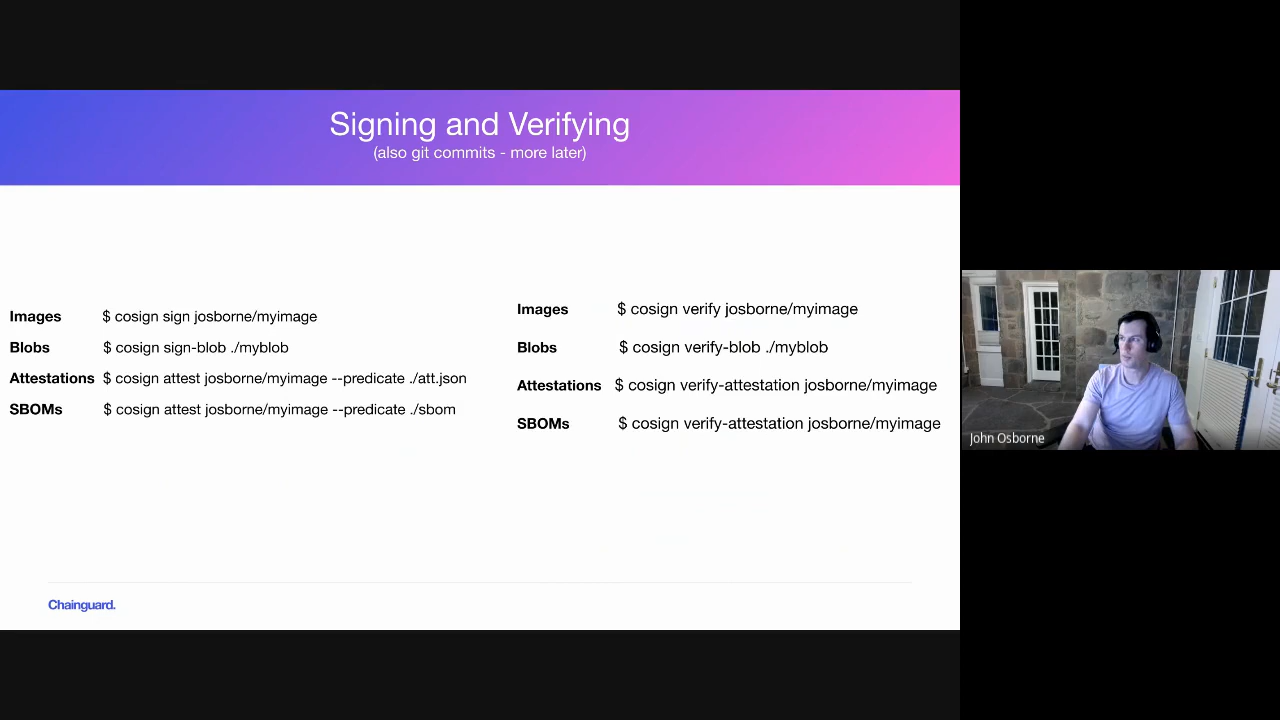 Signing and Verifying
(also git commits - more later)
Images $ cosign sign josborne/myimage
Blobs $ cosign sign-blob ./myblob
Attestations $ cosign attest josborne/myimage --predicate ./att.json
SBOMs $ cosign attest josborne/myimage --predicate ./sbom
Images $ cosign verify josborne/myimage
Blobs $ cosign verify-blob ./myblob
Attestations $ cosign verify-attestation josborne/myimage
SBOMs $ cosign verify-attestation josborne/myimage
Chainguard.
John Osborne